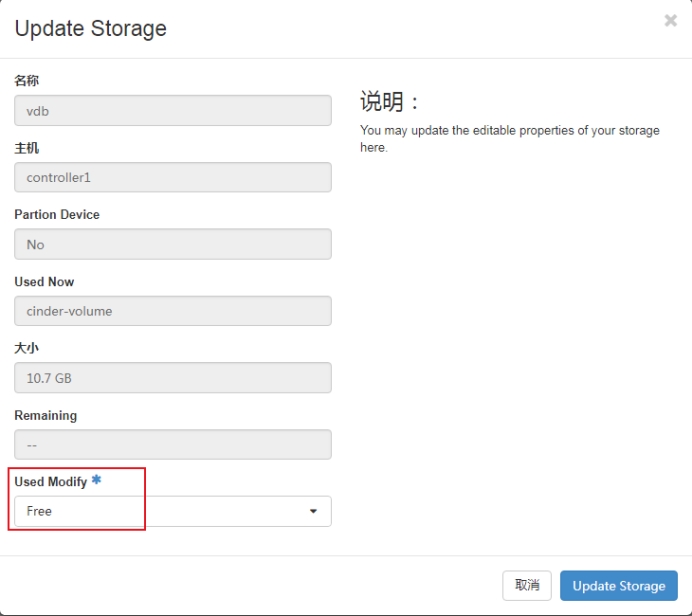 Update Storage
×
名称
vdb
主机
controller1
Partion Device
No
Used Now
cinder-volume
大小
10.7 GB
Remaining
--
Used Modify *
Free
说明：
You may update the editable properties of your storage
here.
取消
Update Storage